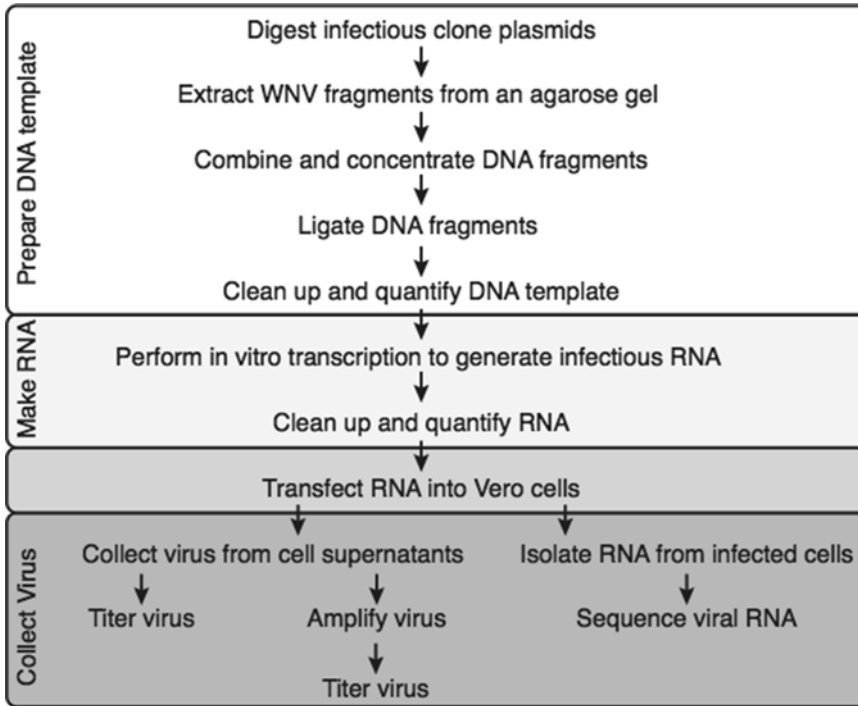 Prepare DNA template
Digest infectious clone plasmids
Extract WNV fragments from an agarose gel
Combine and concentrate DNA fragments
Ligate DNA fragments
Clean up and quantify DNA template
Make RNA
Perform in vitro transcription to generate infectious RNA
Clean up and quantify RNA
Transfect RNA into Vero cells
Collect Virus
Collect virus from cell supernatants
Isolate RNA from infected cells
Titer virus
Amplify virus
Sequence viral RNA
Titer virus